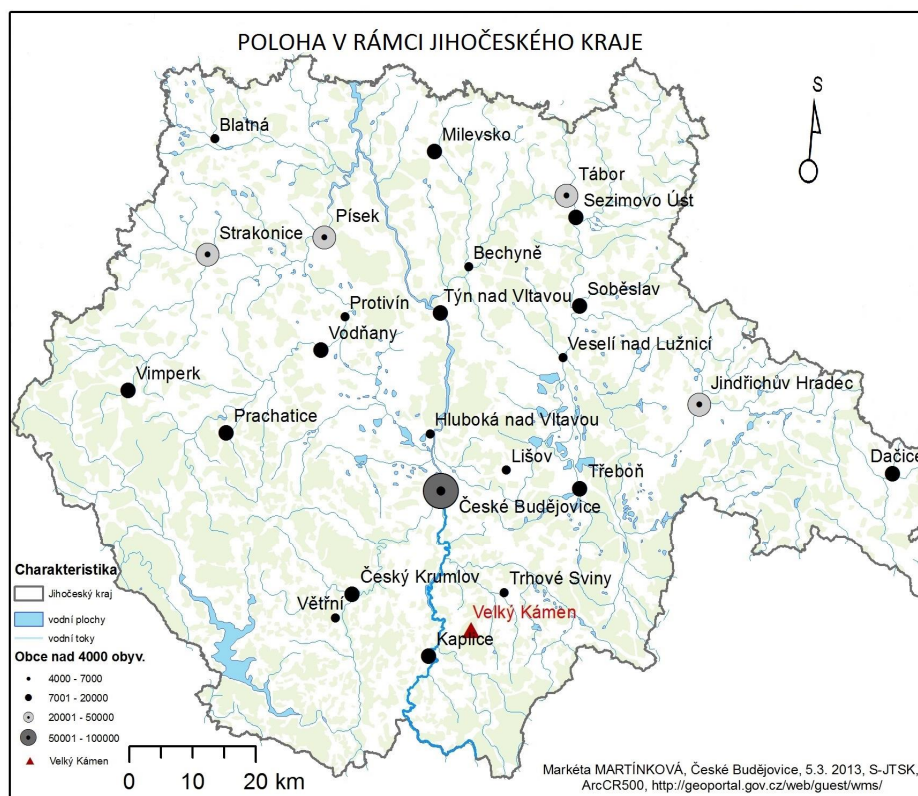 POLOHA V RÁMCI JIHOČESKÉHO KRAJE
S
Blatná
Milevsko
Tábor
Sezimovo Úst
Písek
Strakonice
Bechyně
Protivín
Týn nad Vltavou
Soběslav
Vodňany
Veselí nad Lužnicí
Vimperk
Jindřichův Hradec
Prachatice
Hluboká nad Vltavou
Lišov
Třeboň
Dačice
České Budějovice
Český Krumlov
Trhové Sviny
Větřní
Velký Kámen
Kaplice
Charakteristika
Jihočeský kraj
vodní plochy
vodní toky
Obce nad 4000 obyv.
4000 - 7000
7001 - 20000
20001 - 50000
50001 - 100000
Velký Kámen
0 10 20 km
Markéta MARTÍNKOVÁ, České Budějovice, 5.3. 2013, S-JTSK,
ArcCR500, http://geoportal.gov.cz/web/guest/wms/